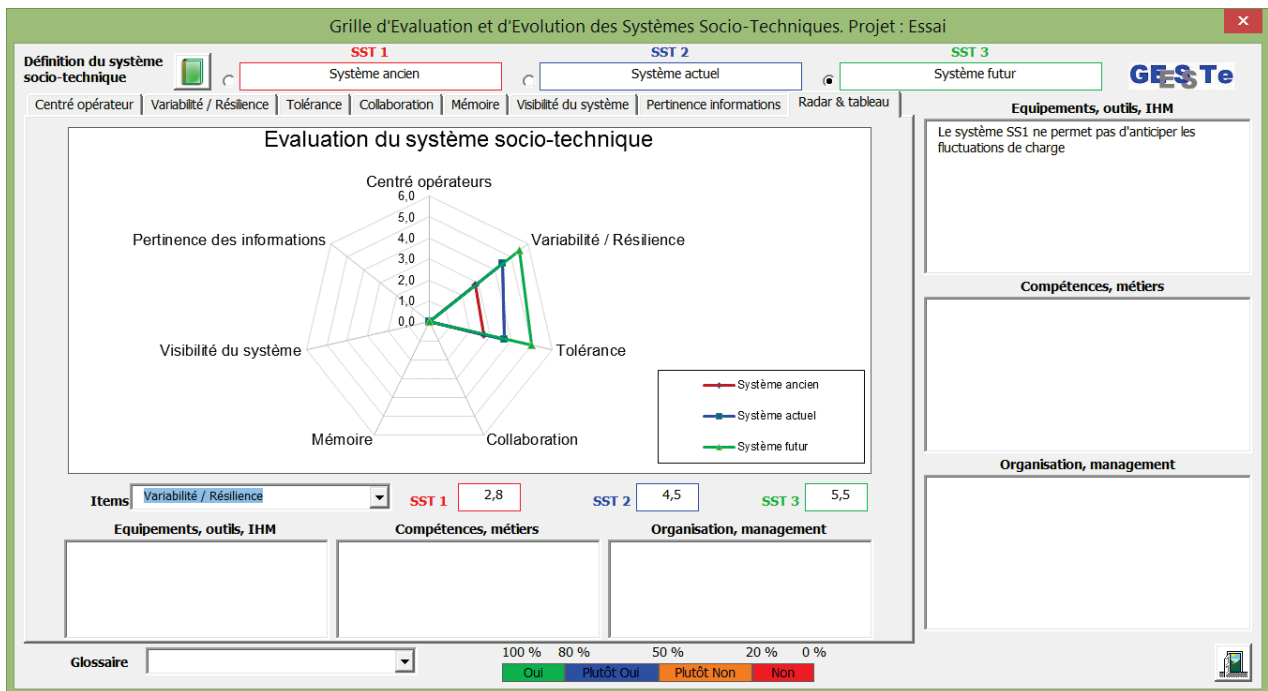 Grille d'Evaluation et d'Evolution des Systèmes Socio-Techniques. Projet : Essai
Définition du système
socio-technique
SST 1
Système ancien
SST 2
Système actuel
SST 3
Système futur
GEESSTe
Centré opérateur
Variabilité / Résilience
Tolérance
Collaboration
Mémoire
Visibilité du système
Pertinence informations
Radar & tableau
Evaluation du système socio-technique
Centré opérateurs
6,0
5,0
4,0
3,0
2,0
1,0
0,0
Variabilité / Résilience
Tolérance
Collaboration
Mémoire
Visibilité du système
Pertinence des informations
Système ancien
Système actuel
Système futur
Items
Variabilité / Résilience
SST 1
2,8
SST 2
4,5
SST 3
5,5
Equipements, outils, IHM
Compétences, métiers
Organisation, management
Equipements, outils, IHM
Le système SS1 ne permet pas d'anticiper les
fluctuations de charge
Compétences, métiers
Organisation, management
Glossaire
100 % 80 % 50 % 20 % 0 %
Oui Plutôt Oui Plutôt Non Non